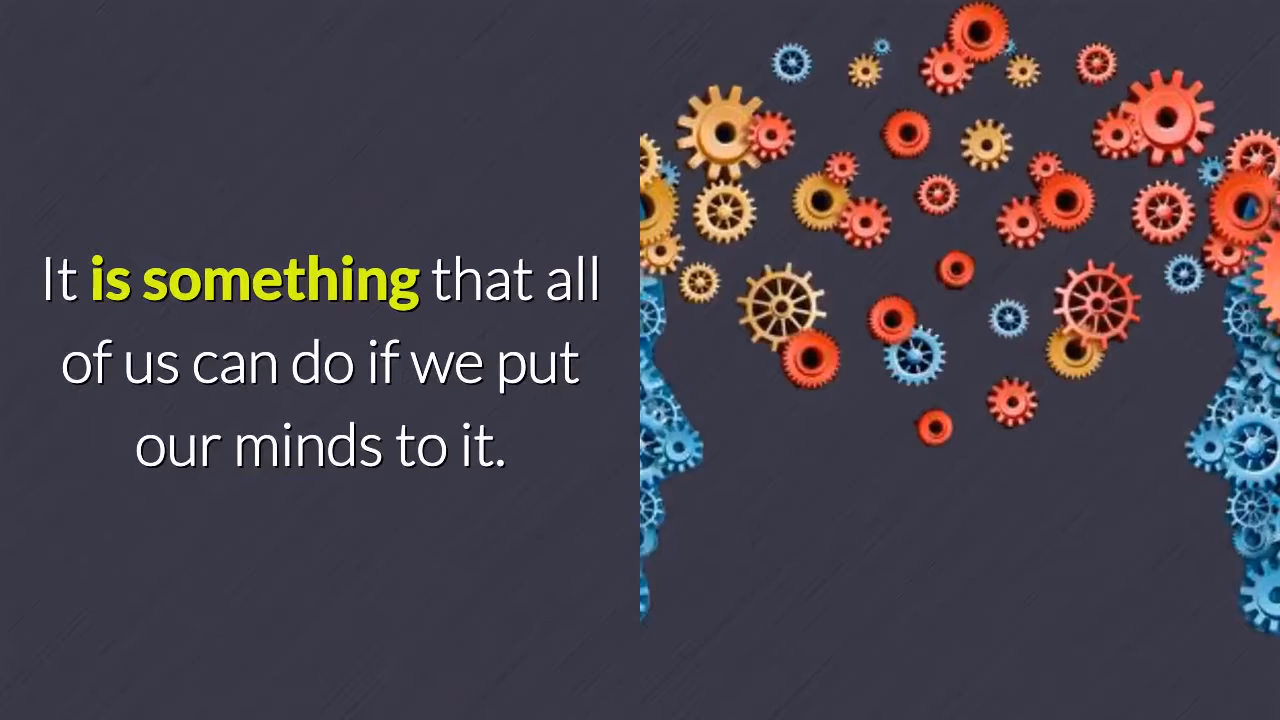 It is something that all
of us can do if we put
our minds to it.